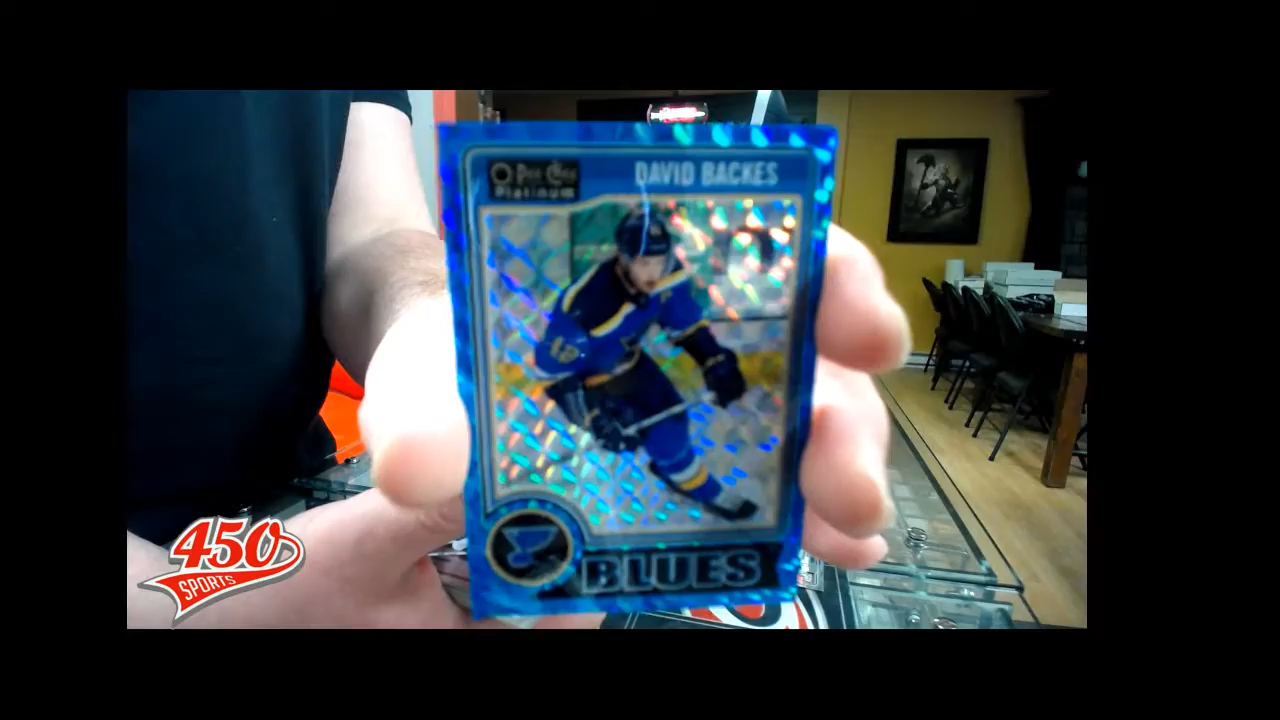 O Pee Chee
Platinum
DAVID BACKES
BLUES
450
SPORTS